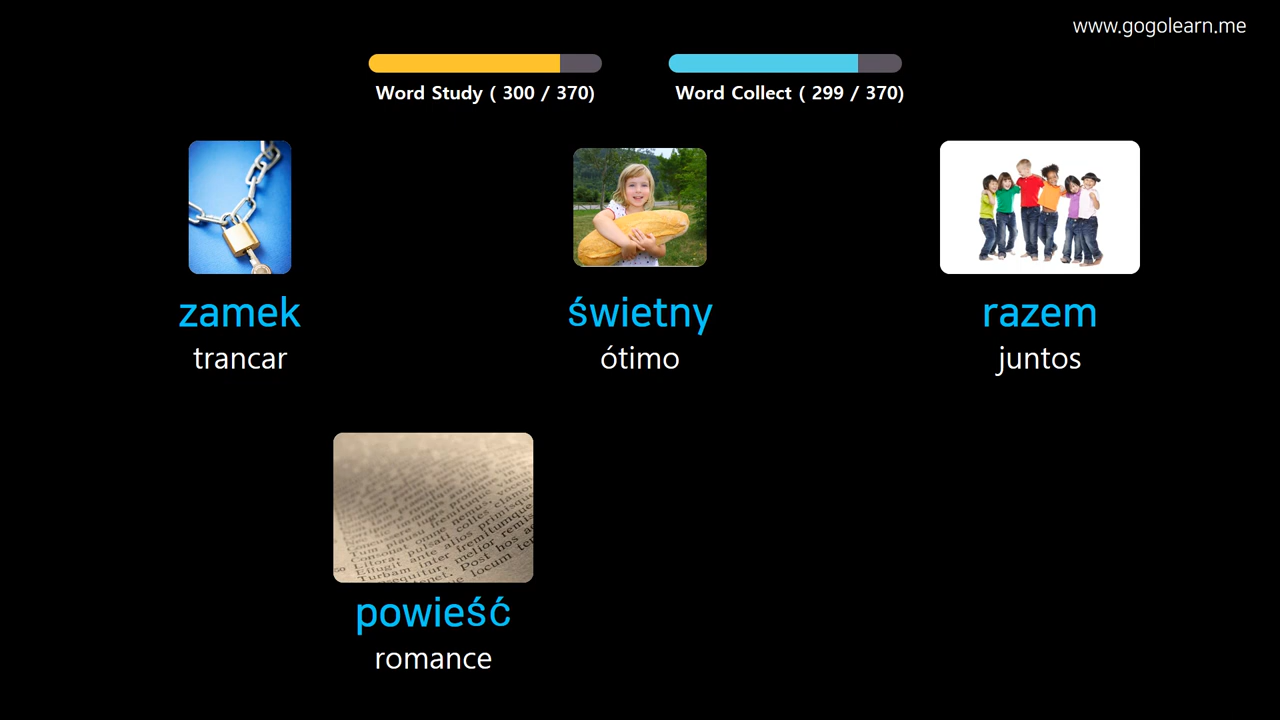 www.gogolearn.me
Word Study ( 300 / 370)
Word Collect ( 299 / 370)
zamek
trancar
świetny
ótimo
razem
juntos
powieść
romance